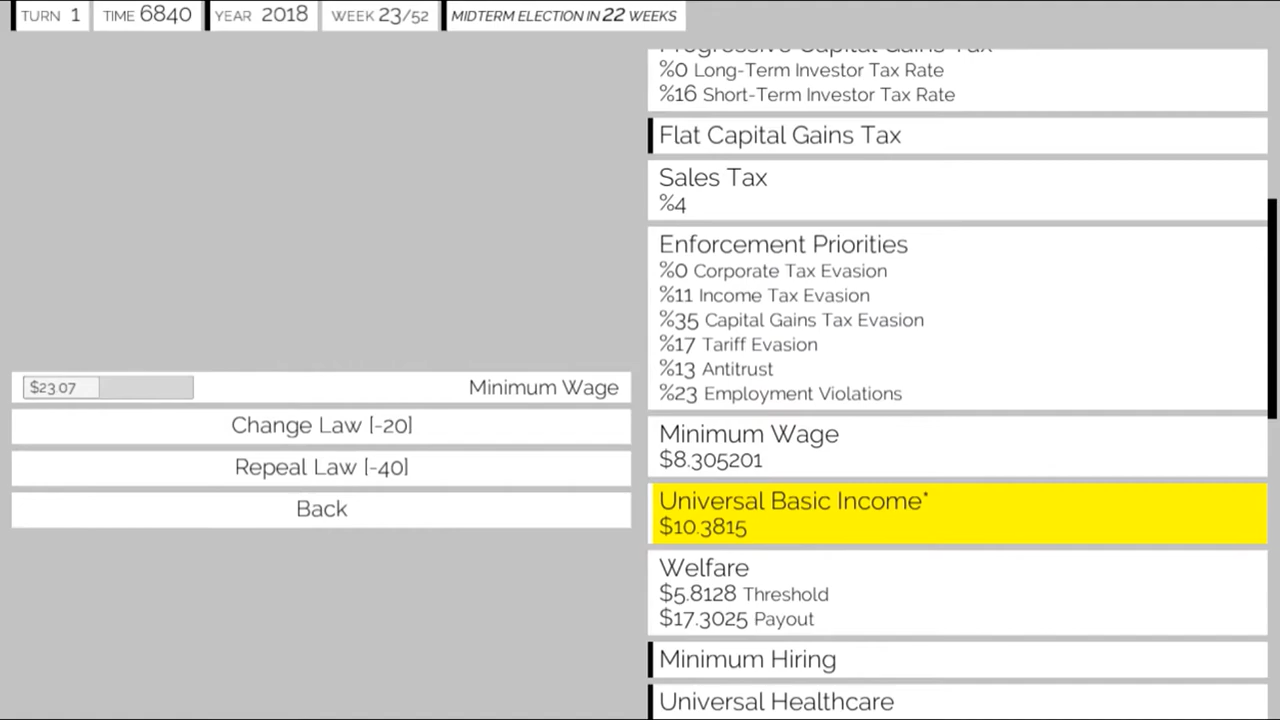 TURN 1
TIME 6840
YEAR 2018
WEEK 23/52
MIDTERM ELECTION IN 22 WEEKS
Progressive Capital Gains Tax
%0 Long-Term Investor Tax Rate
%16 Short-Term Investor Tax Rate
Flat Capital Gains Tax
Sales Tax
%4
Enforcement Priorities
%0 Corporate Tax Evasion
%11 Income Tax Evasion
%35 Capital Gains Tax Evasion
%17 Tariff Evasion
%13 Antitrust
%23 Employment Violations
Minimum Wage
$8.305201
Universal Basic Income*
$10.3815
Welfare
$5.8128 Threshold
$17.3025 Payout
Minimum Hiring
Universal Healthcare
$23.07 Minimum Wage
Change Law [-20]
Repeal Law [-40]
Back